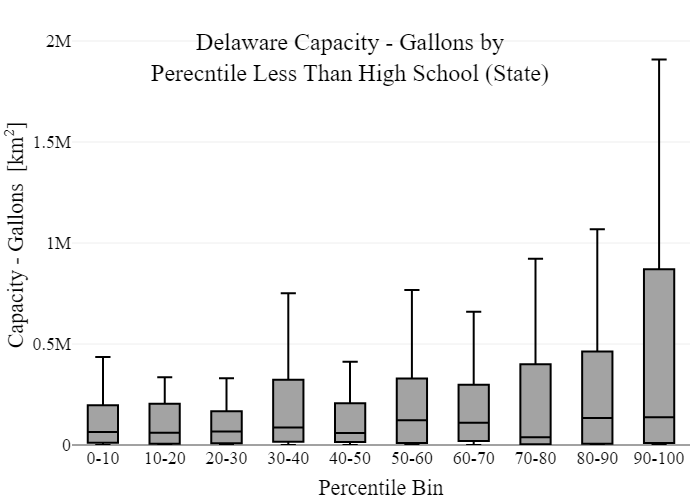 Delaware Capacity - Gallons by
Perecntile Less Than High School (State)
Capacity - Gallons [km²]
2M
1.5M
1M
0.5M
0
0-10 10-20 20-30 30-40 40-50 50-60 60-70 70-80 80-90 90-100
Percentile Bin